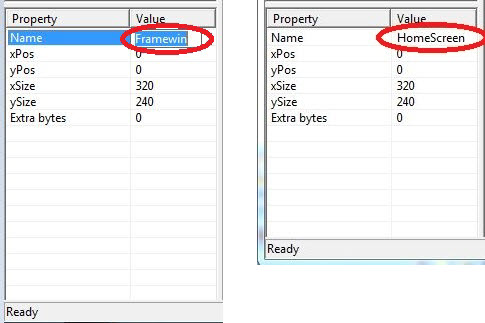 Property Value
Name Framewin
xPos 0
yPos 0
xSize 320
ySize 240
Extra bytes 0
Ready
Property Value
Name HomeScreen
xPos 0
yPos 0
xSize 320
ySize 240
Extra bytes 0
Ready